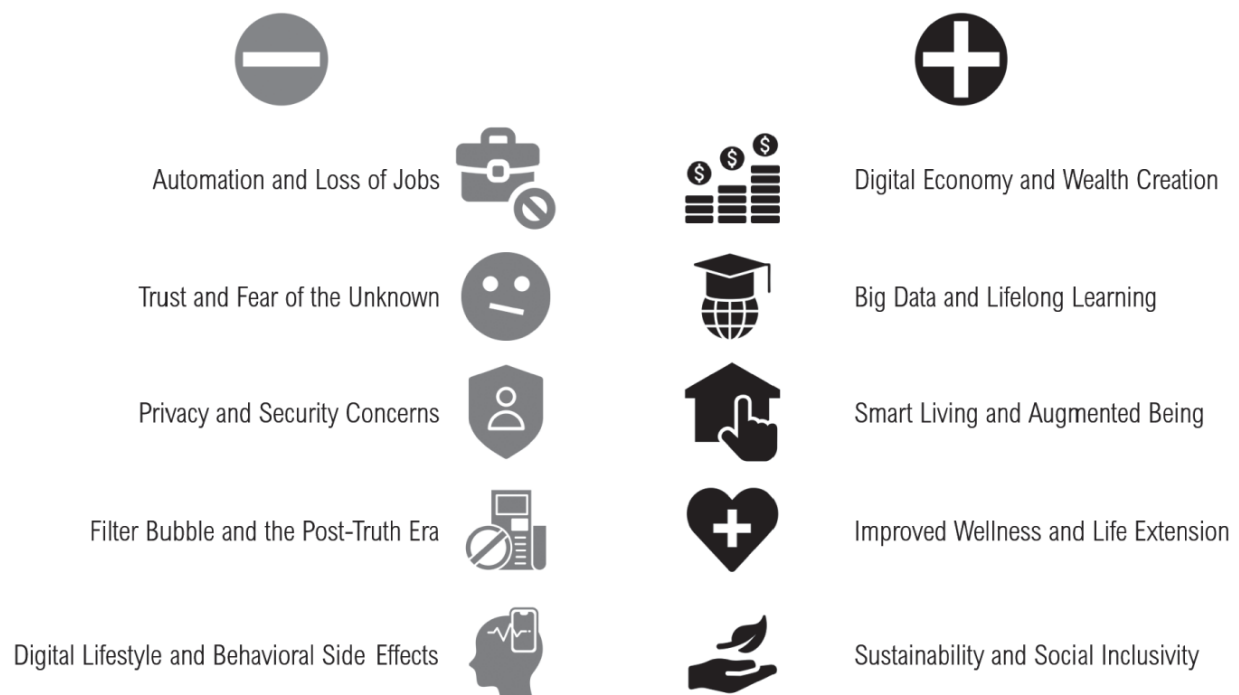 Automation and Loss of Jobs
Digital Economy and Wealth Creation
Trust and Fear of the Unknown
Big Data and Lifelong Learning
Privacy and Security Concerns
Smart Living and Augmented Being
Filter Bubble and the Post-Truth Era
Improved Wellness and Life Extension
Digital Lifestyle and Behavioral Side Effects
Sustainability and Social Inclusivity